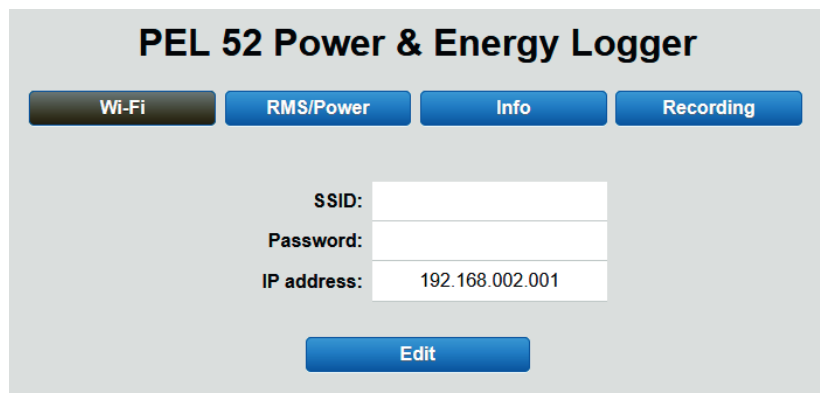 PEL 52 Power & Energy Logger
Wi-Fi RMS/Power Info Recording
SSID:
Password:
IP address: 192.168.002.001
Edit